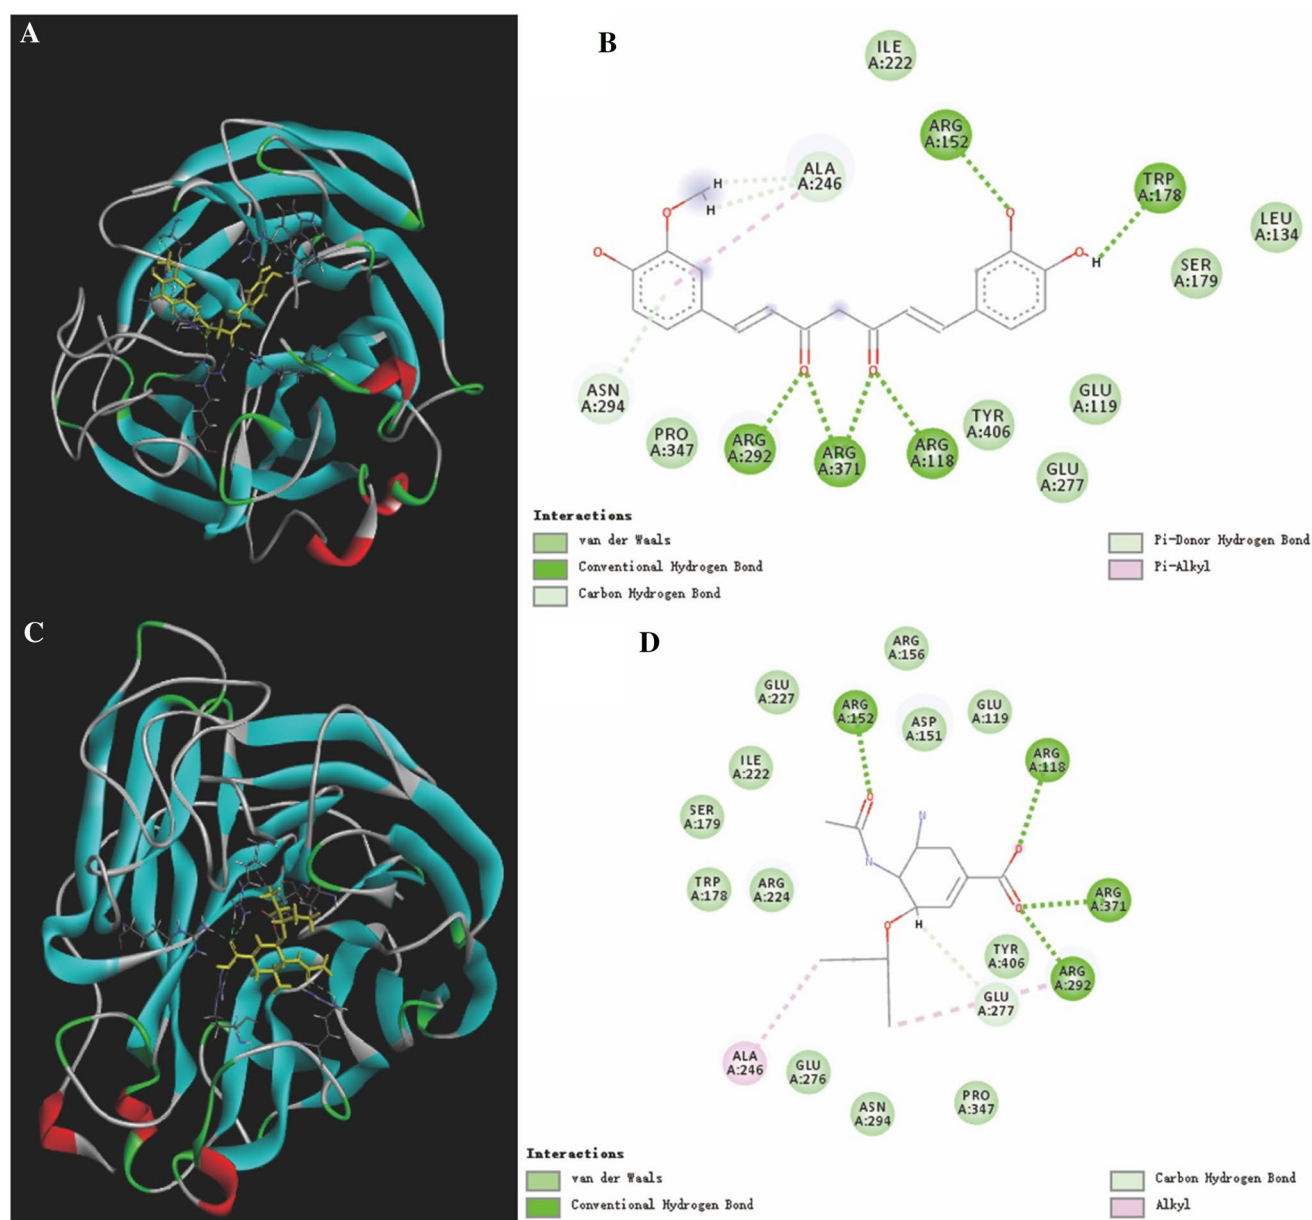 A
B
ILE
A:222
ARG
A:152
ALA
A:246
TRP
A:178
LEU
A:134
SER
A:179
H
H
H
ASN
A:294
PRO
A:347
ARG
A:292
ARG
A:371
ARG
A:118
TYR
A:406
GLU
A:119
GLU
A:277
Interactions
van der Waals
Conventional Hydrogen Bond
Carbon Hydrogen Bond
Pi-Donor Hydrogen Bond
Pi-Alkyl
C
D
ARG
A:156
GLU
A:227
ARG
A:152
ASP
A:151
GLU
A:119
ARG
A:118
ILE
A:222
SER
A:179
TRP
A:178
ARG
A:224
N
N
O
O
O
O
H
ARG
A:371
TYR
A:406
ARG
A:292
GLU
A:277
ALA
A:246
GLU
A:276
ASN
A:294
PRO
A:347
Interactions
van der Waals
Conventional Hydrogen Bond
Carbon Hydrogen Bond
Alkyl